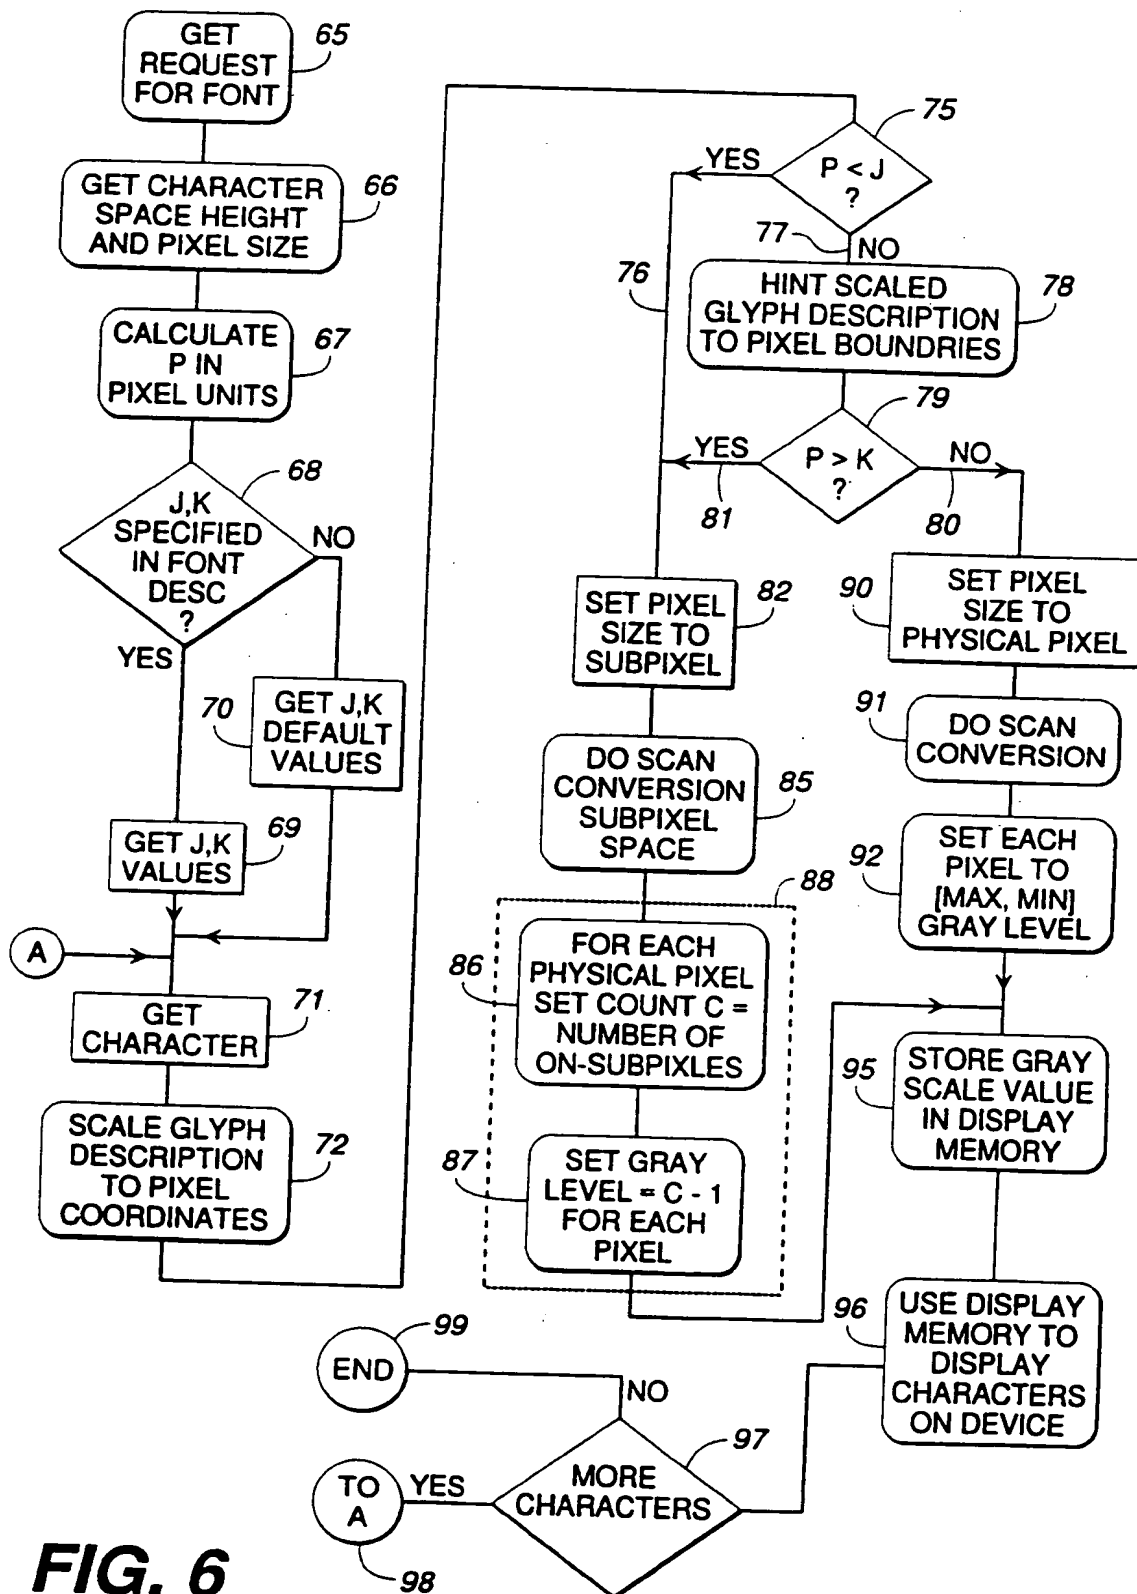 GET
REQUEST
FOR FONT
65
GET CHARACTER
SPACE HEIGHT
AND PIXEL SIZE
66
CALCULATE
P IN
PIXEL UNITS
67
J,K
SPECIFIED
IN FONT
DESC
?
68
NO
YES
GET J,K
DEFAULT
VALUES
70
GET J,K
VALUES
69
A
GET
CHARACTER
71
SCALE GLYPH
DESCRIPTION
TO PIXEL
COORDINATES
72
P < J
?
75
YES
76
77
NO
HINT SCALED
GLYPH DESCRIPTION
TO PIXEL BOUNDRIES
78
P > K
?
79
YES
81
NO
80
SET PIXEL
SIZE TO
SUBPIXEL
82
DO SCAN
CONVERSION
SUBPIXEL
SPACE
85
88
FOR EACH
PHYSICAL PIXEL
SET COUNT C =
NUMBER OF
ON-SUBPIXLES
86
SET GRAY
LEVEL = C - 1
FOR EACH
PIXEL
87
SET PIXEL
SIZE TO
PHYSICAL PIXEL
90
DO SCAN
CONVERSION
91
SET EACH
PIXEL TO
[MAX, MIN]
GRAY LEVEL
92
STORE GRAY
SCALE VALUE
IN DISPLAY
MEMORY
95
USE DISPLAY
MEMORY TO
DISPLAY
CHARACTERS
ON DEVICE
96
MORE
CHARACTERS
97
NO
END
99
YES
TO
A
98
FIG. 6